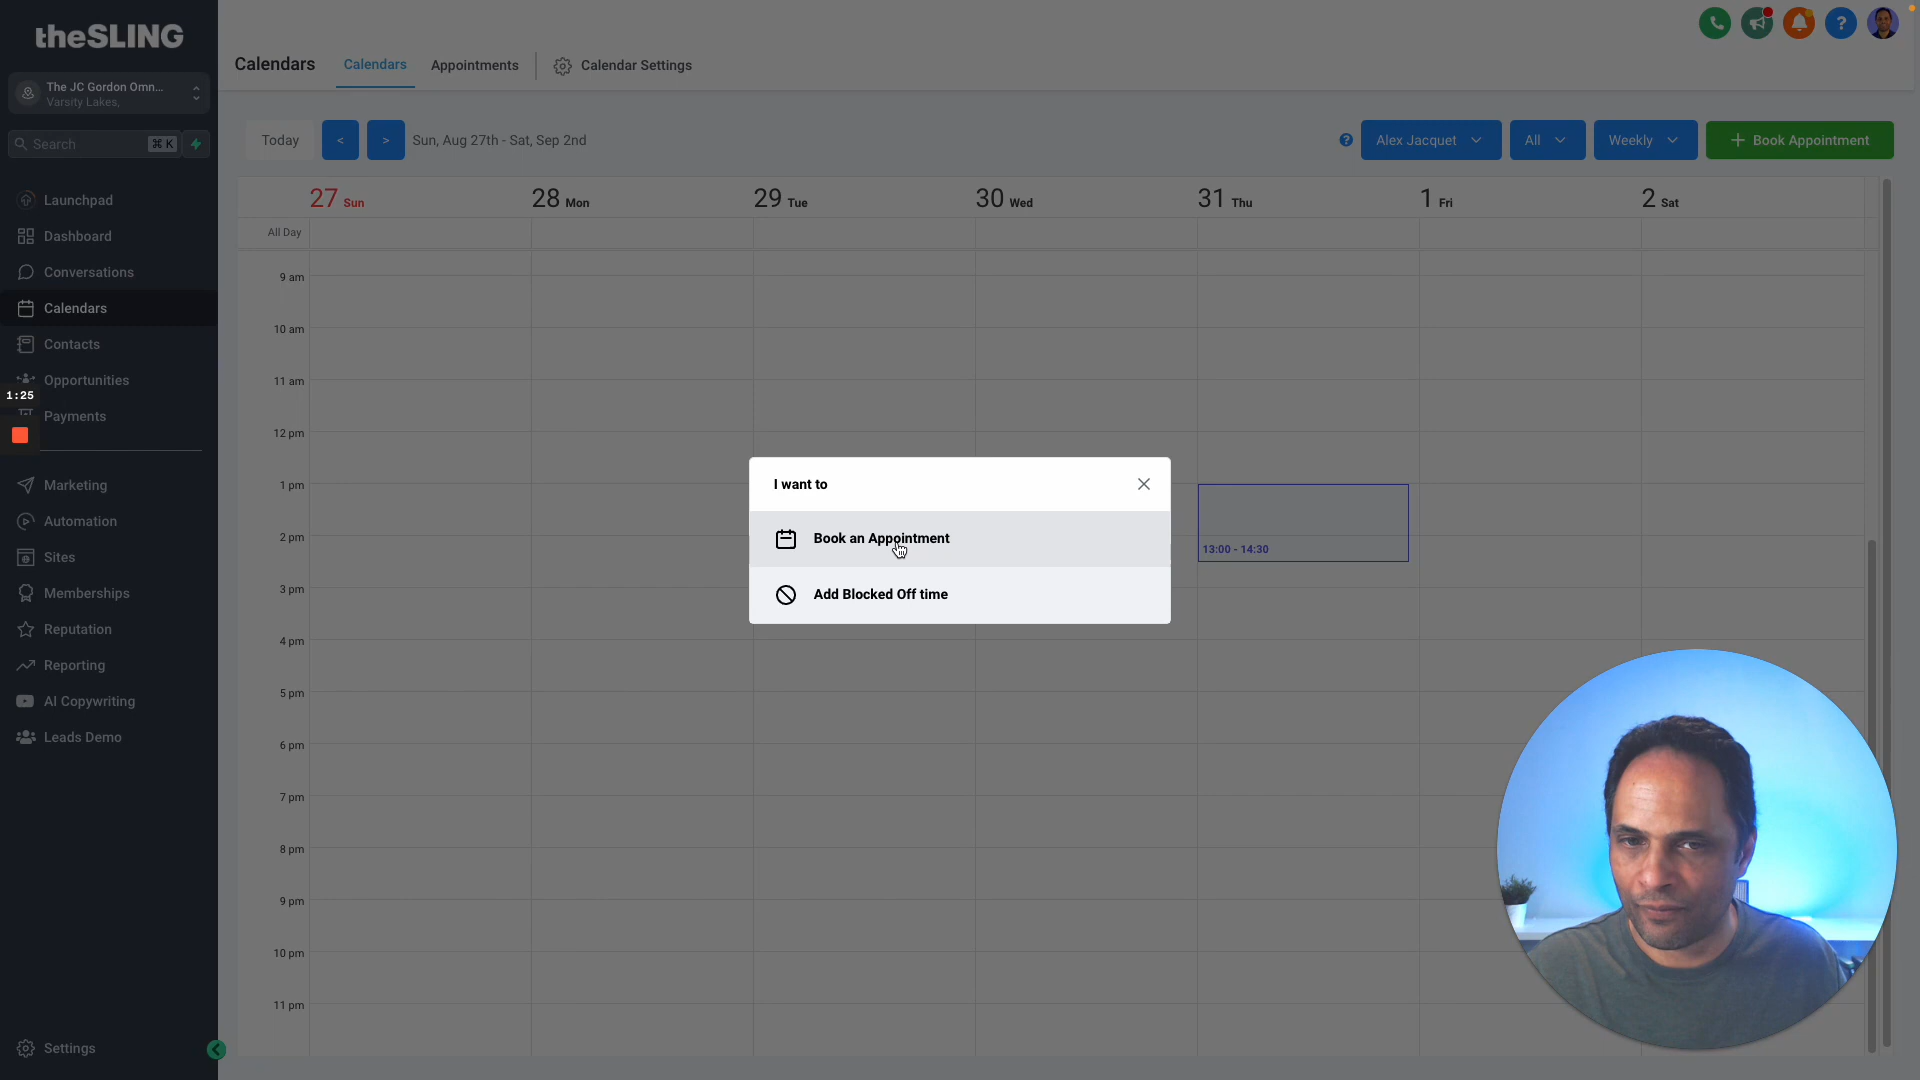 theSLING
The JC Gordon Omn...
Varsity Lakes,
Search
⌘ K
Launchpad
Dashboard
Conversations
Calendars
Contacts
Opportunities
1:25
Payments
Marketing
Automation
Sites
Memberships
Reputation
Reporting
AI Copywriting
Leads Demo
Settings
Calendars
Calendars
Appointments
Calendar Settings
?
Today
<
>
Sun, Aug 27th - Sat, Sep 2nd
?
Alex Jacquet
All
Weekly
+ Book Appointment
27 Sun
28 Mon
29 Tue
30 Wed
31 Thu
1 Fri
2 Sat
All Day
9 am
10 am
11 am
12 pm
1 pm
2 pm
3 pm
4 pm
5 pm
6 pm
7 pm
8 pm
9 pm
10 pm
11 pm
13:00 - 14:30
I want to
Book an Appointment
Add Blocked Off time